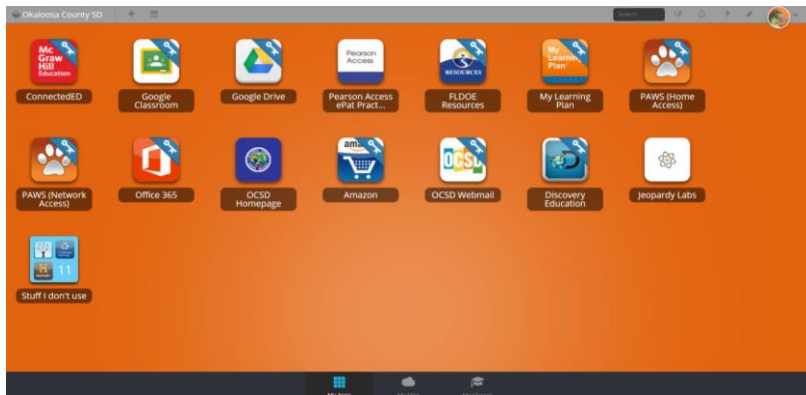 Okaloosa County SD
Search
Mc
Graw
Hill
Education
ConnectED
Google
Classroom
Google Drive
Pearson
Access
Pearson Access
ePat Pract...
RESOURCES
FLDOE
Resources
My
Learning
Plan
My Learning
Plan
PAWS (Home
Access)
PAWS (Network
Access)
Office 365
OCSD
Homepage
ama
Amazon
OCSD
OCSD Webmail
Discovery
Education
Jeopardy Labs
H
11
Stuff I don't use